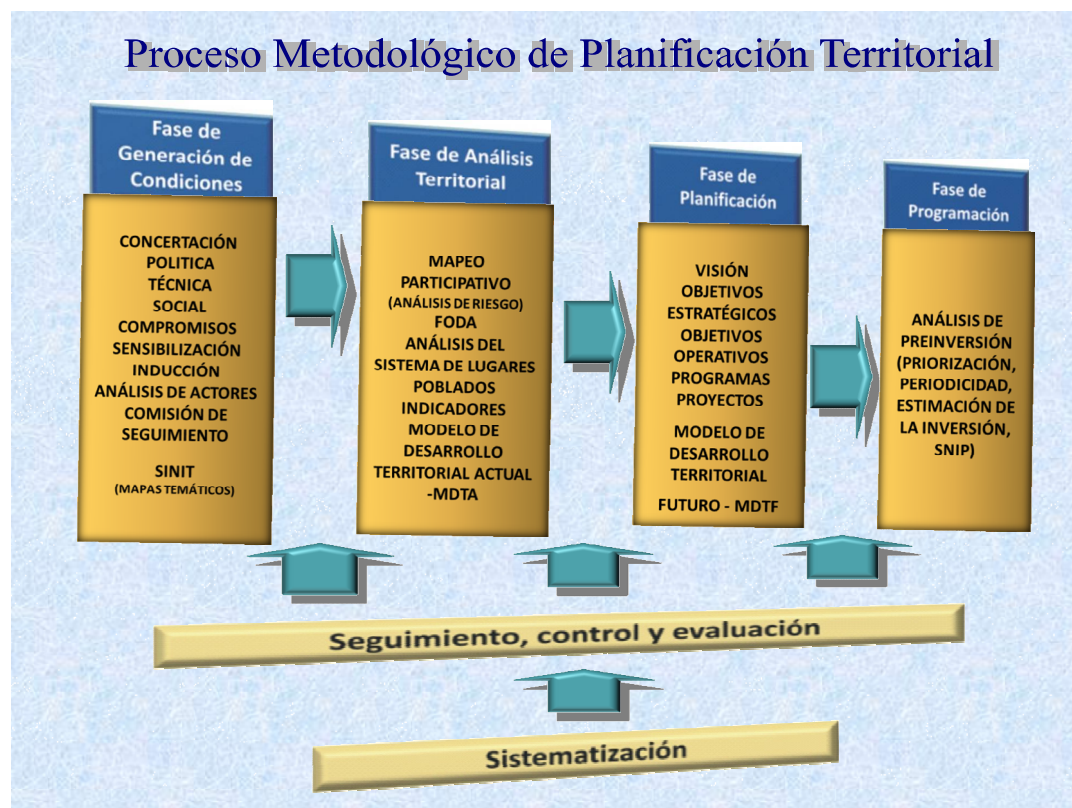 Proceso Metodológico de Planificación Territorial
Fase de
Generación de
Condiciones
CONCERTACIÓN
POLITICA
TÉCNICA
SOCIAL
COMPROMISOS
SENSIBILIZACIÓN
INDUCCIÓN
ANÁLISIS DE ACTORES
COMISIÓN DE
SEGUIMIENTO
SINIT
(MAPAS TEMÁTICOS)
Fase de Análisis
Territorial
MAPEO
PARTICIPATIVO
(ANÁLISIS DE RIESGO)
FODA
ANÁLISIS DEL
SISTEMA DE LUGARES
POBLADOS
INDICADORES
MODELO DE
DESARROLLO
TERRITORIAL ACTUAL
-MDTA
Fase de
Planificación
VISIÓN
OBJETIVOS
ESTRATÉGICOS
OBJETIVOS
OPERATIVOS
PROGRAMAS
PROYECTOS
MODELO DE
DESARROLLO
TERRITORIAL
FUTURO - MDTF
Fase de
Programación
ANÁLISIS DE
PREINVERSIÓN
(PRIORIZACIÓN,
PERIODICIDAD,
ESTIMACIÓN DE
LA INVERSIÓN,
SNIP)
Seguimiento, control y evaluación
Sistematización